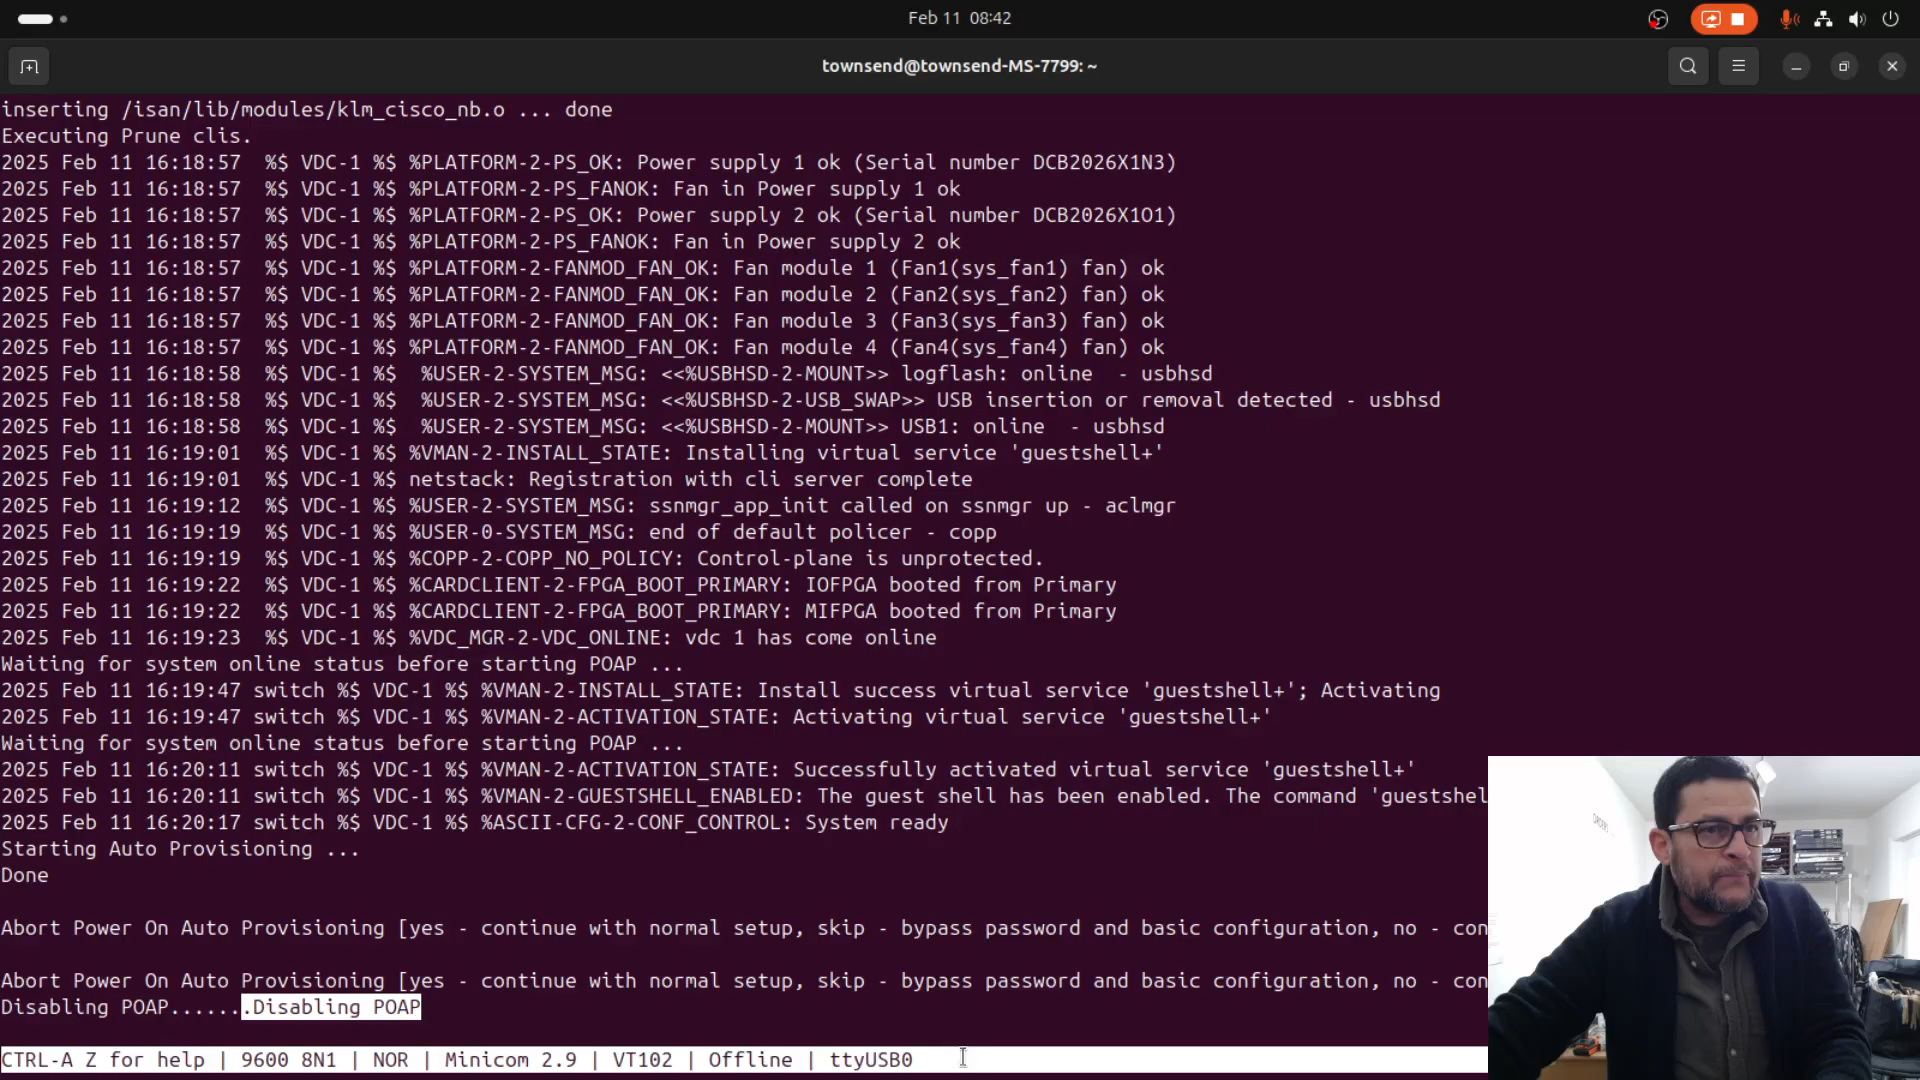 Feb 11 08:42
townsend@townsend-MS-7799: ~
inserting /isan/lib/modules/klm_cisco_nb.o ... done
Executing Prune clis.
2025 Feb 11 16:18:57  %$ VDC-1 %$ %PLATFORM-2-PS_OK: Power supply 1 ok (Serial number DCB2026X1N3)
2025 Feb 11 16:18:57  %$ VDC-1 %$ %PLATFORM-2-PS_FANOK: Fan in Power supply 1 ok
2025 Feb 11 16:18:57  %$ VDC-1 %$ %PLATFORM-2-PS_OK: Power supply 2 ok (Serial number DCB2026X1O1)
2025 Feb 11 16:18:57  %$ VDC-1 %$ %PLATFORM-2-PS_FANOK: Fan in Power supply 2 ok
2025 Feb 11 16:18:57  %$ VDC-1 %$ %PLATFORM-2-FANMOD_FAN_OK: Fan module 1 (Fan1(sys_fan1) fan) ok
2025 Feb 11 16:18:57  %$ VDC-1 %$ %PLATFORM-2-FANMOD_FAN_OK: Fan module 2 (Fan2(sys_fan2) fan) ok
2025 Feb 11 16:18:57  %$ VDC-1 %$ %PLATFORM-2-FANMOD_FAN_OK: Fan module 3 (Fan3(sys_fan3) fan) ok
2025 Feb 11 16:18:57  %$ VDC-1 %$ %PLATFORM-2-FANMOD_FAN_OK: Fan module 4 (Fan4(sys_fan4) fan) ok
2025 Feb 11 16:18:58  %$ VDC-1 %$  %USER-2-SYSTEM_MSG: <<%USBHSD-2-MOUNT>> logflash: online  - usbhsd
2025 Feb 11 16:18:58  %$ VDC-1 %$  %USER-2-SYSTEM_MSG: <<%USBHSD-2-USB_SWAP>> USB insertion or removal detected - usbhsd
2025 Feb 11 16:18:58  %$ VDC-1 %$  %USER-2-SYSTEM_MSG: <<%USBHSD-2-MOUNT>> USB1: online  - usbhsd
2025 Feb 11 16:19:01  %$ VDC-1 %$ %VMAN-2-INSTALL_STATE: Installing virtual service 'guestshell+'
2025 Feb 11 16:19:01  %$ VDC-1 %$ netstack: Registration with cli server complete
2025 Feb 11 16:19:12  %$ VDC-1 %$ %USER-2-SYSTEM_MSG: ssnmgr_app_init called on ssnmgr up - aclmgr
2025 Feb 11 16:19:19  %$ VDC-1 %$ %USER-0-SYSTEM_MSG: end of default policer - copp
2025 Feb 11 16:19:19  %$ VDC-1 %$ %COPP-2-COPP_NO_POLICY: Control-plane is unprotected.
2025 Feb 11 16:19:22  %$ VDC-1 %$ %CARDCLIENT-2-FPGA_BOOT_PRIMARY: IOFPGA booted from Primary
2025 Feb 11 16:19:22  %$ VDC-1 %$ %CARDCLIENT-2-FPGA_BOOT_PRIMARY: MIFPGA booted from Primary
2025 Feb 11 16:19:23  %$ VDC-1 %$ %VDC_MGR-2-VDC_ONLINE: vdc 1 has come online
Waiting for system online status before starting POAP ...
2025 Feb 11 16:19:47 switch %$ VDC-1 %$ %VMAN-2-INSTALL_STATE: Install success virtual service 'guestshell+'; Activating
2025 Feb 11 16:19:47 switch %$ VDC-1 %$ %VMAN-2-ACTIVATION_STATE: Activating virtual service 'guestshell+'
Waiting for system online status before starting POAP ...
2025 Feb 11 16:20:11 switch %$ VDC-1 %$ %VMAN-2-ACTIVATION_STATE: Successfully activated virtual service 'guestshell+'
2025 Feb 11 16:20:11 switch %$ VDC-1 %$ %VMAN-2-GUESTSHELL_ENABLED: The guest shell has been enabled. The command 'guestshel
2025 Feb 11 16:20:17 switch %$ VDC-1 %$ %ASCII-CFG-2-CONF_CONTROL: System ready
Starting Auto Provisioning ...
Done
Abort Power On Auto Provisioning [yes - continue with normal setup, skip - bypass password and basic configuration, no - con
Abort Power On Auto Provisioning [yes - continue with normal setup, skip - bypass password and basic configuration, no - con
Disabling POAP.......Disabling POAP
CTRL-A Z for help | 9600 8N1 | NOR | Minicom 2.9 | VT102 | Offline | ttyUSB0